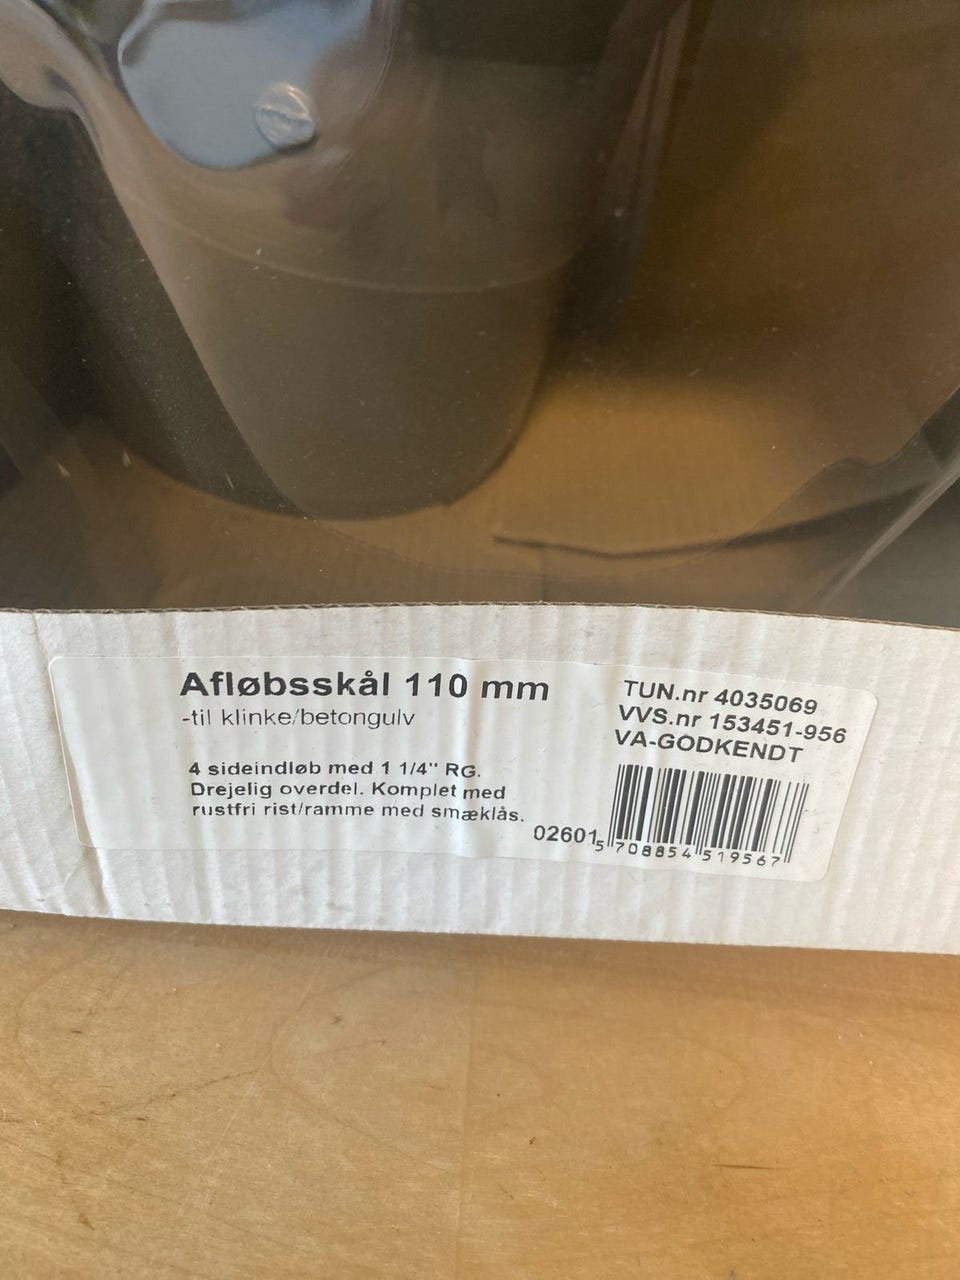 Afløbsskål 110 mm
-til klinke/betongulv
4 sideindløb med 1 1/4" RG.
Drejelig overdel. Komplet med
rustfri rist/ramme med smæklås.
TUN.nr 4035069
VVS.nr 153451-956
VA-GODKENDT
02601
5 708854 519567